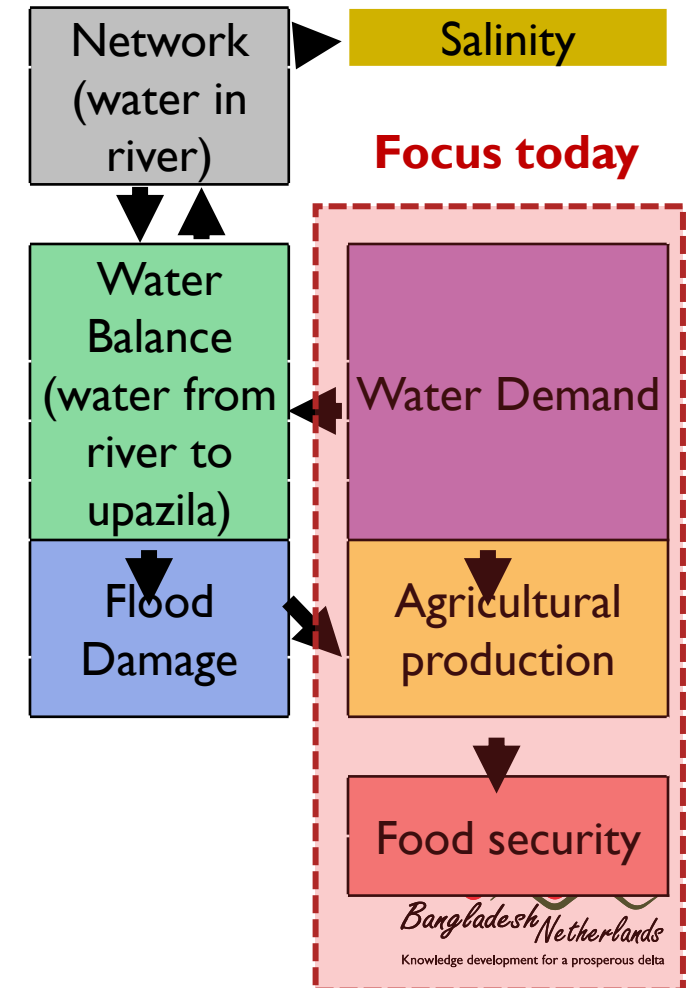 Network
(water in
river)
Salinity
Focus today
Water
Balance
(water from
river to
upazila)
Water Demand
Flood
Damage
Agricultural
production
Food security
Bangladesh Netherlands
Knowledge development for a prosperous delta